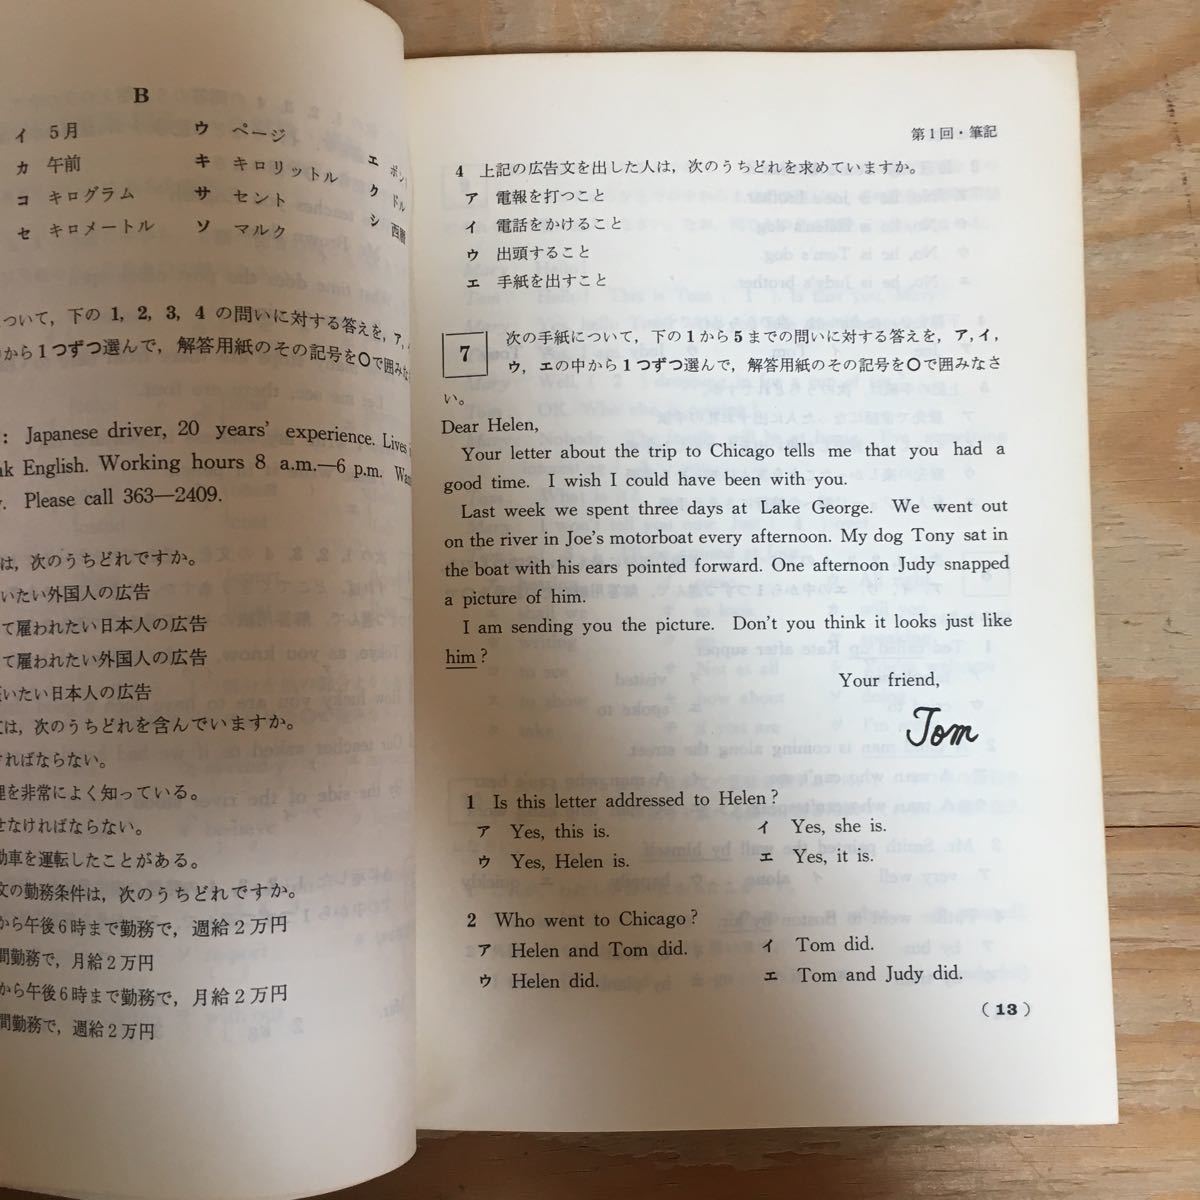 B
イ 5月 ウ ページ エ
カ 午前 キ キロリットル ク ドル
コ キログラム サ セント シ 西暦
セ キロメートル ソ マルク
ついて，下の 1, 2, 3, 4 の問いに対する答えを，ア，
中から1つずつ選んで，解答用紙のその記号を○で囲みなさ
: Japanese driver, 20 years' experience. Lives
English. Working hours 8 a.m.—6 p.m.
Please call 363—2409.
は，次のうちどれですか。
いたい外国人の広告
て雇われたい日本人の広告
て雇われたい外国人の広告
いたい日本人の広告
は，次のうちどれを含んでいますか。
ければならない。
を非常によく知っている。
せなければならない。
動車を運転したことがある。
文の勤務条件は，次のうちどれですか。
から午後6時まで勤務で，週給2万円
間勤務で，月給2万円
から午後6時まで勤務で，月給2万円
間勤務で，週給2万円
第1回・筆記
4 上記の広告文を出した人は，次のうちどれを求めていますか。
ア 電報を打つこと
イ 電話をかけること
ウ 出頭すること
エ 手紙を出すこと
7 次の手紙について，下の1から5までの問いに対する答えを，ア，イ，
ウ，エの中から1つずつ選んで，解答用紙のその記号を○で囲みなさ
い。
Dear Helen,
Your letter about the trip to Chicago tells me that you had a
good time. I wish I could have been with you.
Last week we spent three days at Lake George. We went out
on the river in Joe's motorboat every afternoon. My dog Tony sat in
the boat with his ears pointed forward. One afternoon Judy snapped
a picture of him.
I am sending you the picture. Don't you think it looks just like
him?
Your friend,
Tom
1 Is this letter addressed to Helen?
ア Yes, this is. イ Yes, she is.
ウ Yes, Helen is. エ Yes, it is.
2 Who went to Chicago?
ア Helen and Tom did. イ Tom did.
ウ Helen did. エ Tom and Judy did.
( 13 )